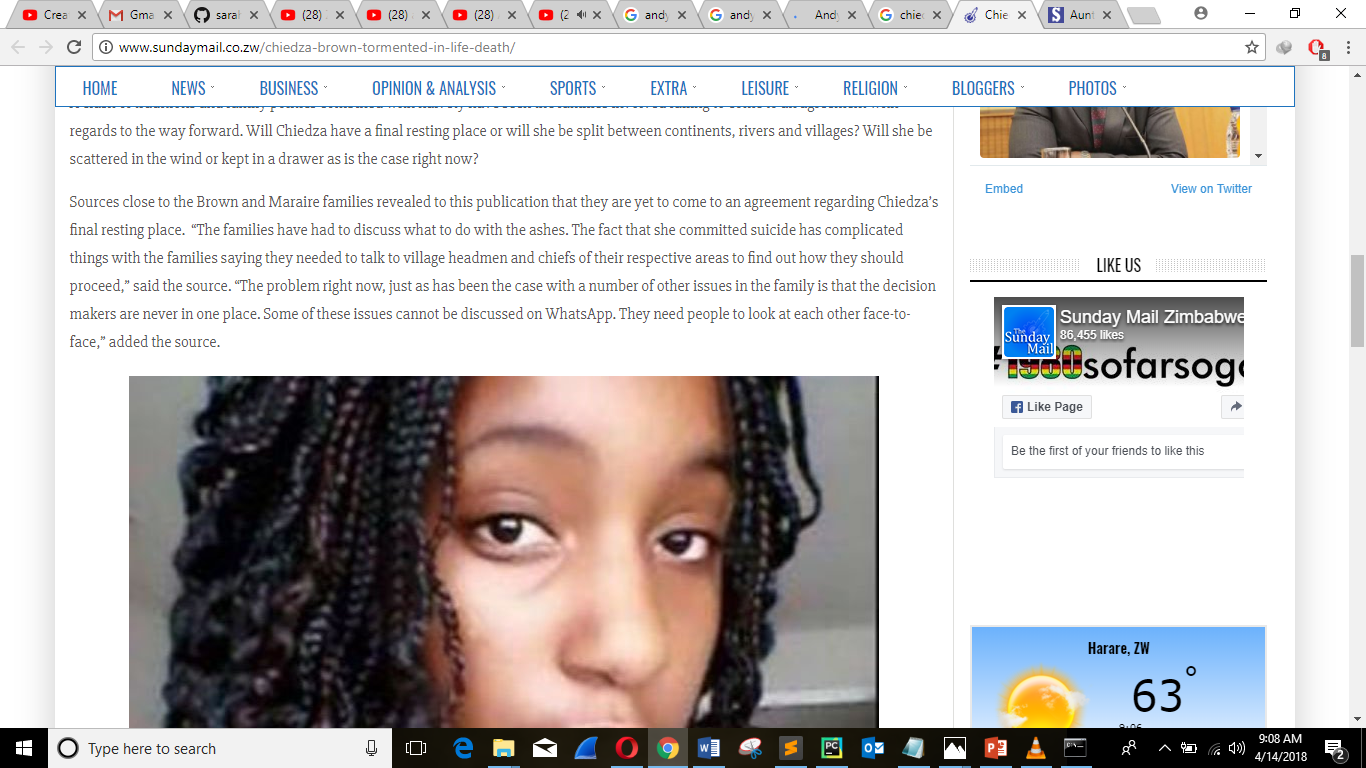 Crea
Gma
sarah
(28)
(28)
(28)
(2
andy
andy
Andy
chied
Chie
Aunt
www.sundaymail.co.zw/chiedza-brown-tormented-in-life-death/
8
HOME NEWS BUSINESS OPINION & ANALYSIS SPORTS EXTRA LEISURE RELIGION BLOGGERS PHOTOS
regards to the way forward. Will Chiedza have a final resting place or will she be split between continents, rivers and villages? Will she be
scattered in the wind or kept in a drawer as is the case right now?
Sources close to the Brown and Maraire families revealed to this publication that they are yet to come to an agreement regarding Chiedza’s
final resting place. “The families have had to discuss what to do with the ashes. The fact that she committed suicide has complicated
things with the families saying they needed to talk to village headmen and chiefs of their respective areas to find out how they should
proceed,” said the source. “The problem right now, just as has been the case with a number of other issues in the family is that the decision
makers are never in one place. Some of these issues cannot be discussed on WhatsApp. They need people to look at each other face-to-
face,” added the source.
Embed View on Twitter
LIKE US
The Sunday Mail
Sunday Mail Zimbabwe
86,455 likes
1980sofarsogo
Like Page
Be the first of your friends to like this
Harare, ZW
63°
Type here to search
9:08 AM
4/14/2018
2